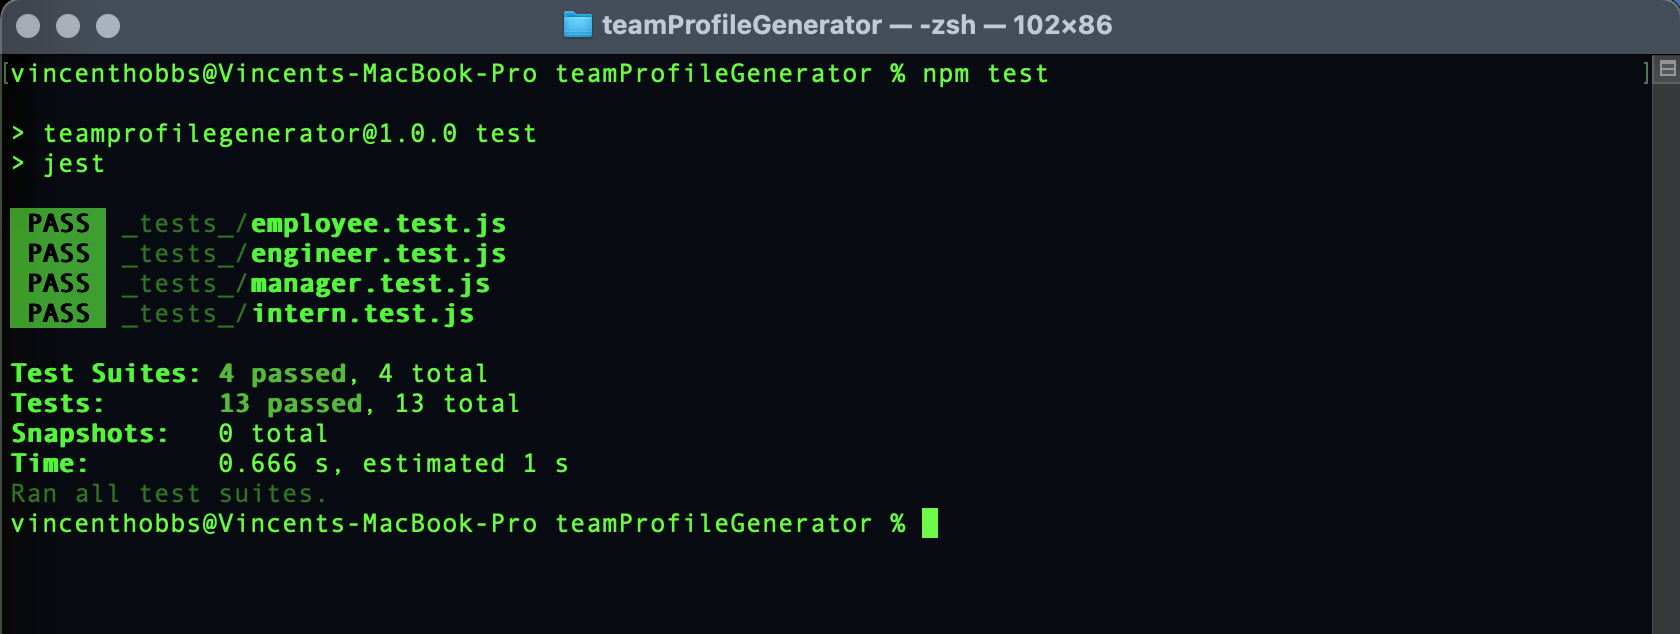 teamProfileGenerator — -zsh — 102×86
[vincenthobbs@Vincents-MacBook-Pro teamProfileGenerator % npm test ]
> teamprofilegenerator@1.0.0 test
> jest
PASS _tests_/employee.test.js
PASS _tests_/engineer.test.js
PASS _tests_/manager.test.js
PASS _tests_/intern.test.js
Test Suites: 4 passed, 4 total
Tests: 13 passed, 13 total
Snapshots: 0 total
Time: 0.666 s, estimated 1 s
Ran all test suites.
vincenthobbs@Vincents-MacBook-Pro teamProfileGenerator %